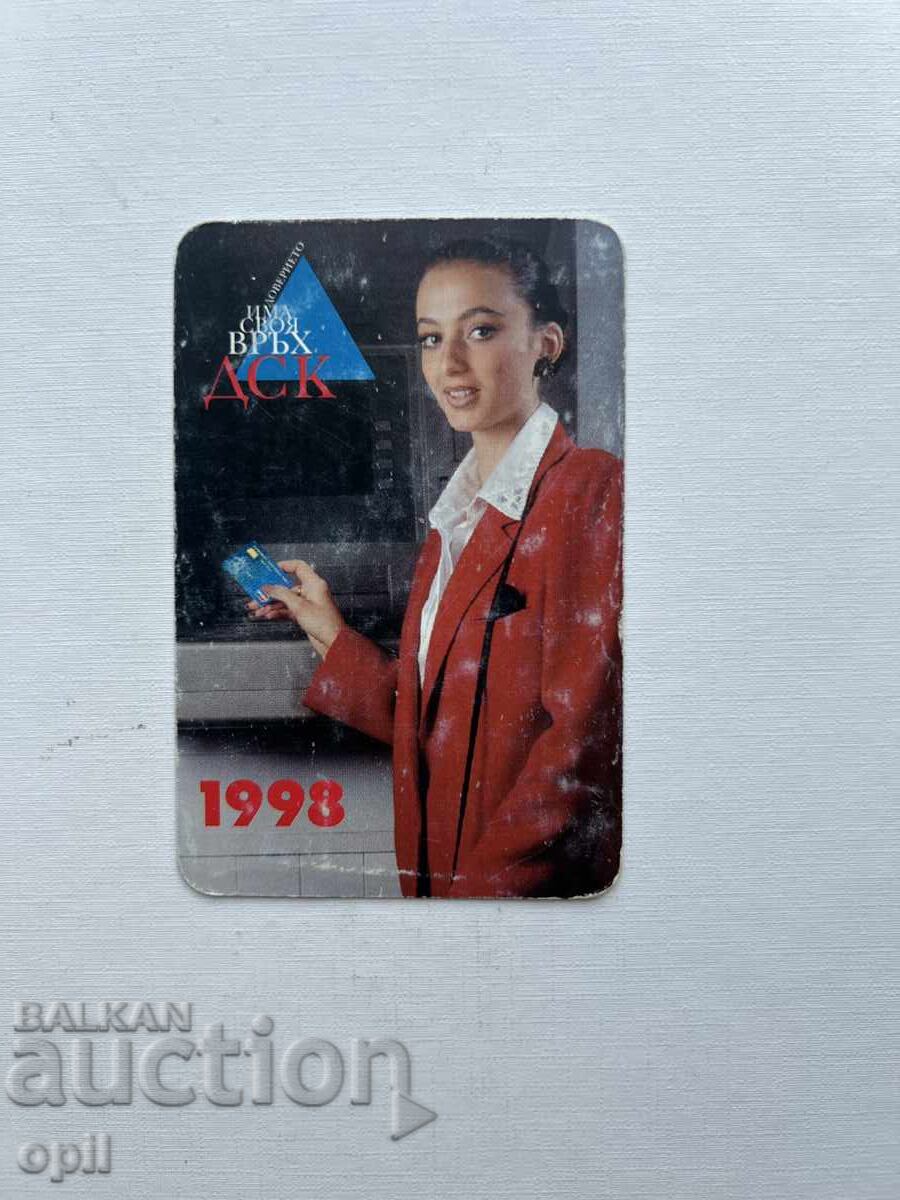 ДОВЕРИЕТО
ИМА
СВОЯ
ВРЪХ
ДСК
1998
BALKAN
auction
opil